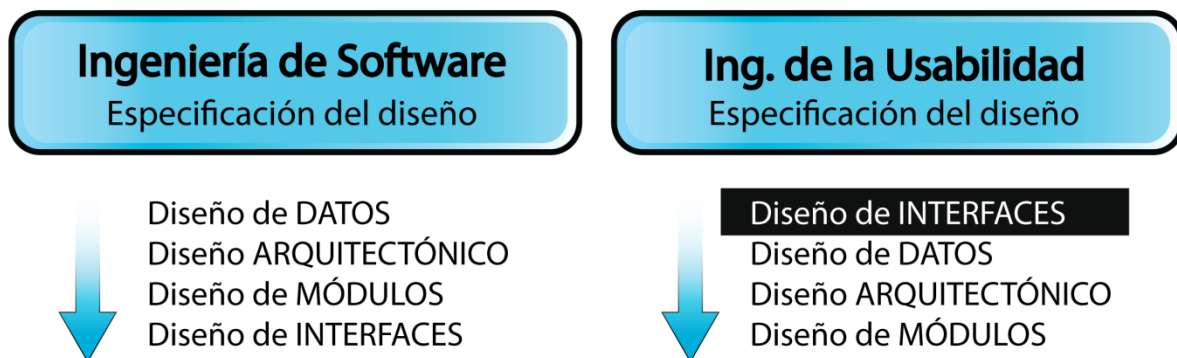 Ingeniería de Software
Especificación del diseño
Diseño de DATOS
Diseño ARQUITECTÓNICO
Diseño de MÓDULOS
Diseño de INTERFACES
Ing. de la Usabilidad
Especificación del diseño
Diseño de INTERFACES
Diseño de DATOS
Diseño ARQUITECTÓNICO
Diseño de MÓDULOS